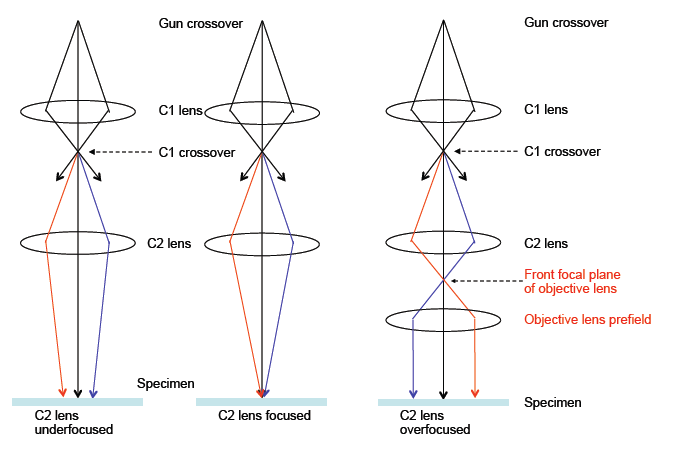 Gun crossover
Gun crossover
C1 lens
C1 lens
C1 crossover
C1 crossover
C2 lens
C2 lens
Front focal plane
of objective lens
Objective lens prefield
Specimen
Specimen
C2 lens
underfocused
C2 lens focused
C2 lens
overfocused